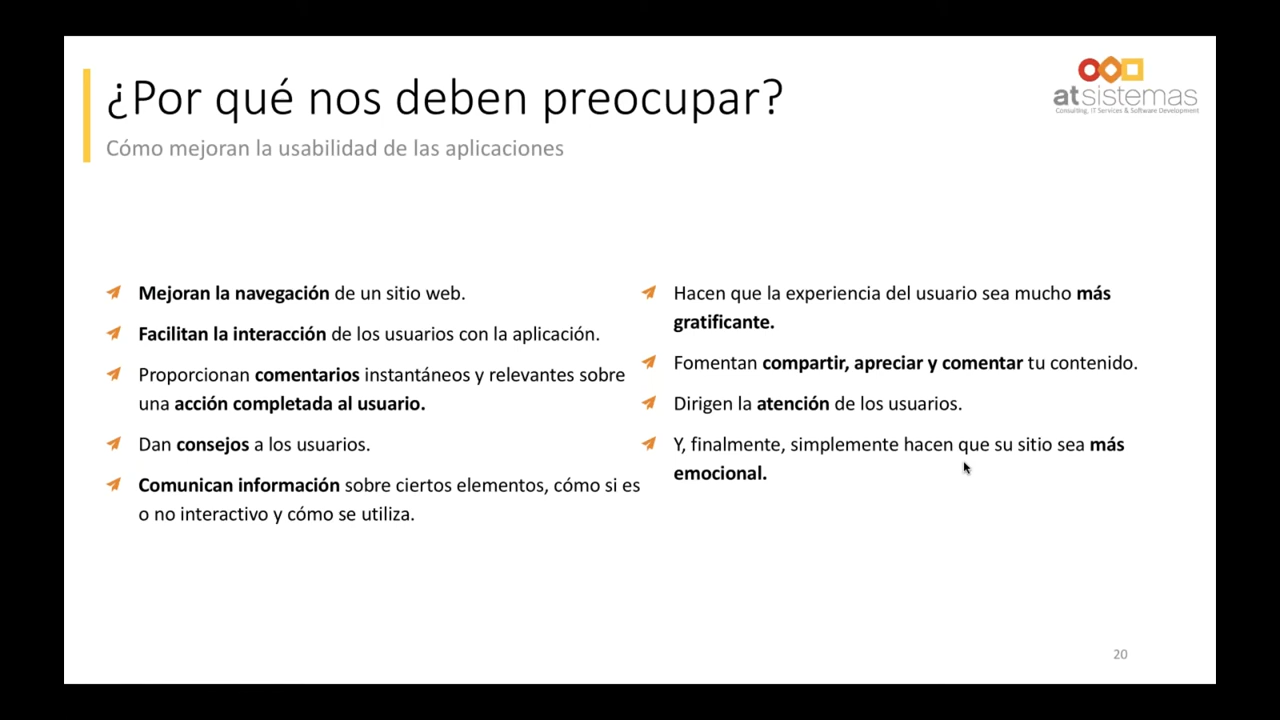 ¿Por qué nos deben preocupar?
Cómo mejoran la usabilidad de las aplicaciones
atsistemas
Consulting, IT Services & Software Development
Mejoran la navegación de un sitio web.
Facilitan la interacción de los usuarios con la aplicación.
Proporcionan comentarios instantáneos y relevantes sobre
una acción completada al usuario.
Dan consejos a los usuarios.
Comunican información sobre ciertos elementos, cómo si es
o no interactivo y cómo se utiliza.
Hacen que la experiencia del usuario sea mucho más
gratificante.
Fomentan compartir, apreciar y comentar tu contenido.
Dirigen la atención de los usuarios.
Y, finalmente, simplemente hacen que su sitio sea más
emocional.
20